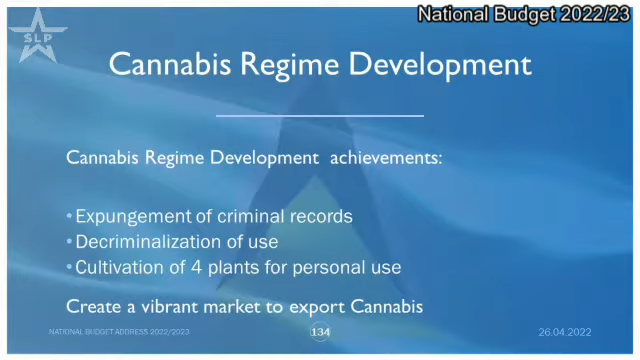 National Budget 2022/23
SLP
Cannabis Regime Development
Cannabis Regime Development achievements:
•Expungement of criminal records
•Decriminalization of use
•Cultivation of 4 plants for personal use
Create a vibrant market to export Cannabis
NATIONAL BUDGET ADDRESS 2022/2023
134
26.04.2022